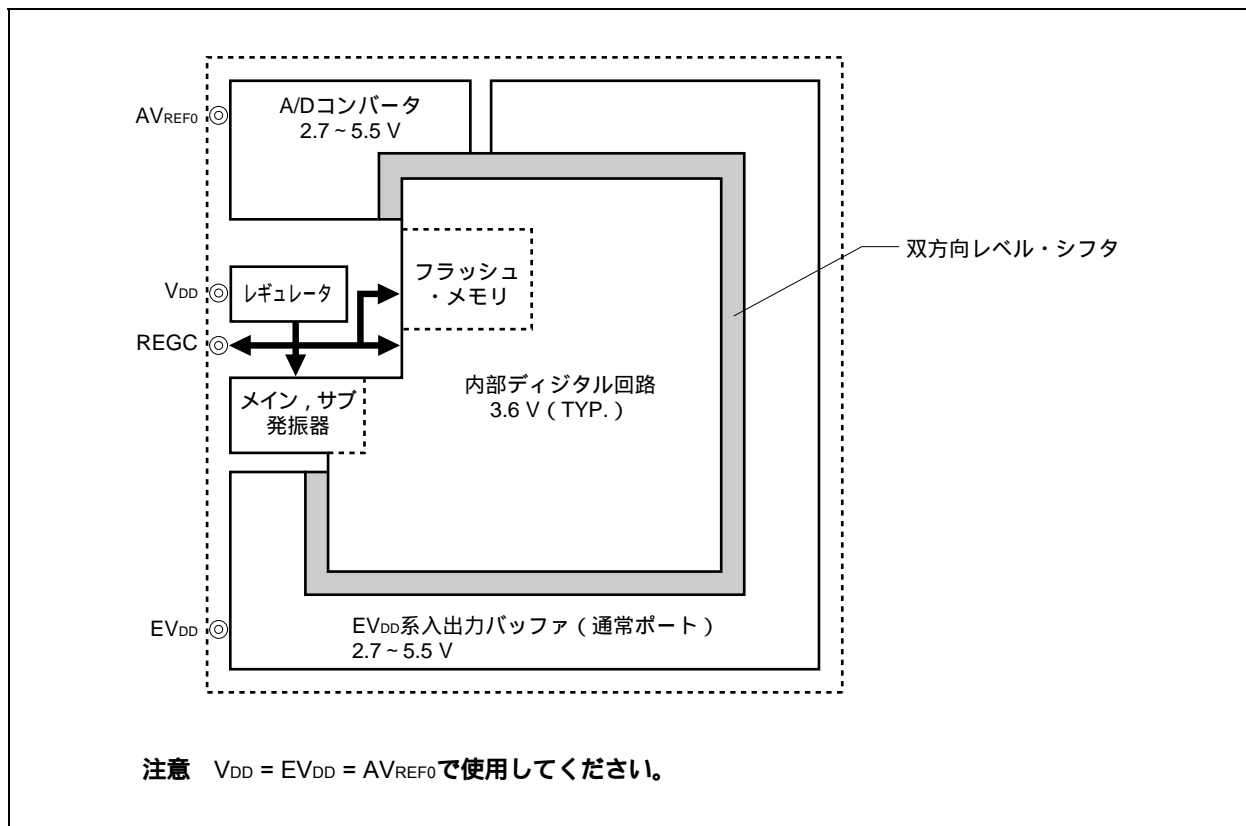 AVREF0
A/Dコンバータ
2.7 ~ 5.5 V
双方向レベル・シフタ
フラッシュ
・メモリ
VDD
レギュレータ
REGC
内部ディジタル回路
3.6 V ( TYP. )
メイン , サブ
発振器
EVDD
EVDD系入出力バッファ ( 通常ポート )
2.7 ~ 5.5 V
注意 VDD = EVDD = AVREF0で使用してください。